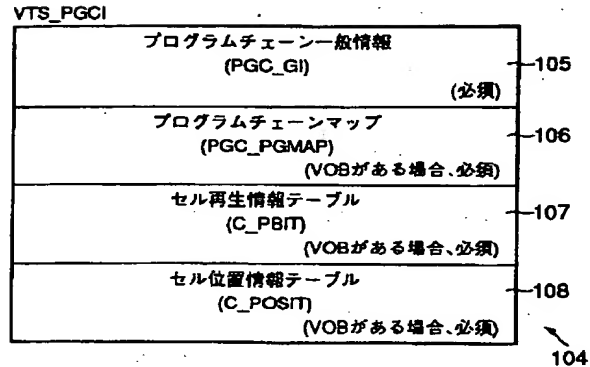 VTS_PGCI
プログラムチェーン一般情報
(PGC_GI)
(必須)
105
プログラムチェーンマップ
(PGC_PGMAP)
(VOBがある場合、必須)
106
セル再生情報テーブル
(C_PBIT)
(VOBがある場合、必須)
107
セル位置情報テーブル
(C_POSIT)
(VOBがある場合、必須)
108
104